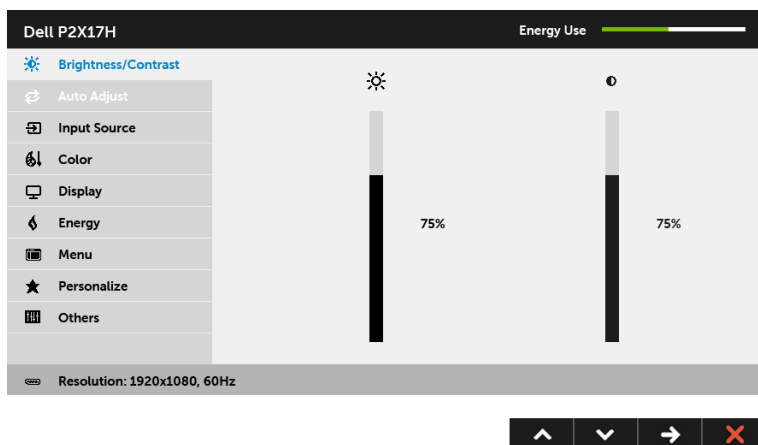 Dell P2X17H
Energy Use
Brightness/Contrast
Auto Adjust
Input Source
Color
Display
Energy
75%
75%
Menu
Personalize
Others
Resolution: 1920x1080, 60Hz